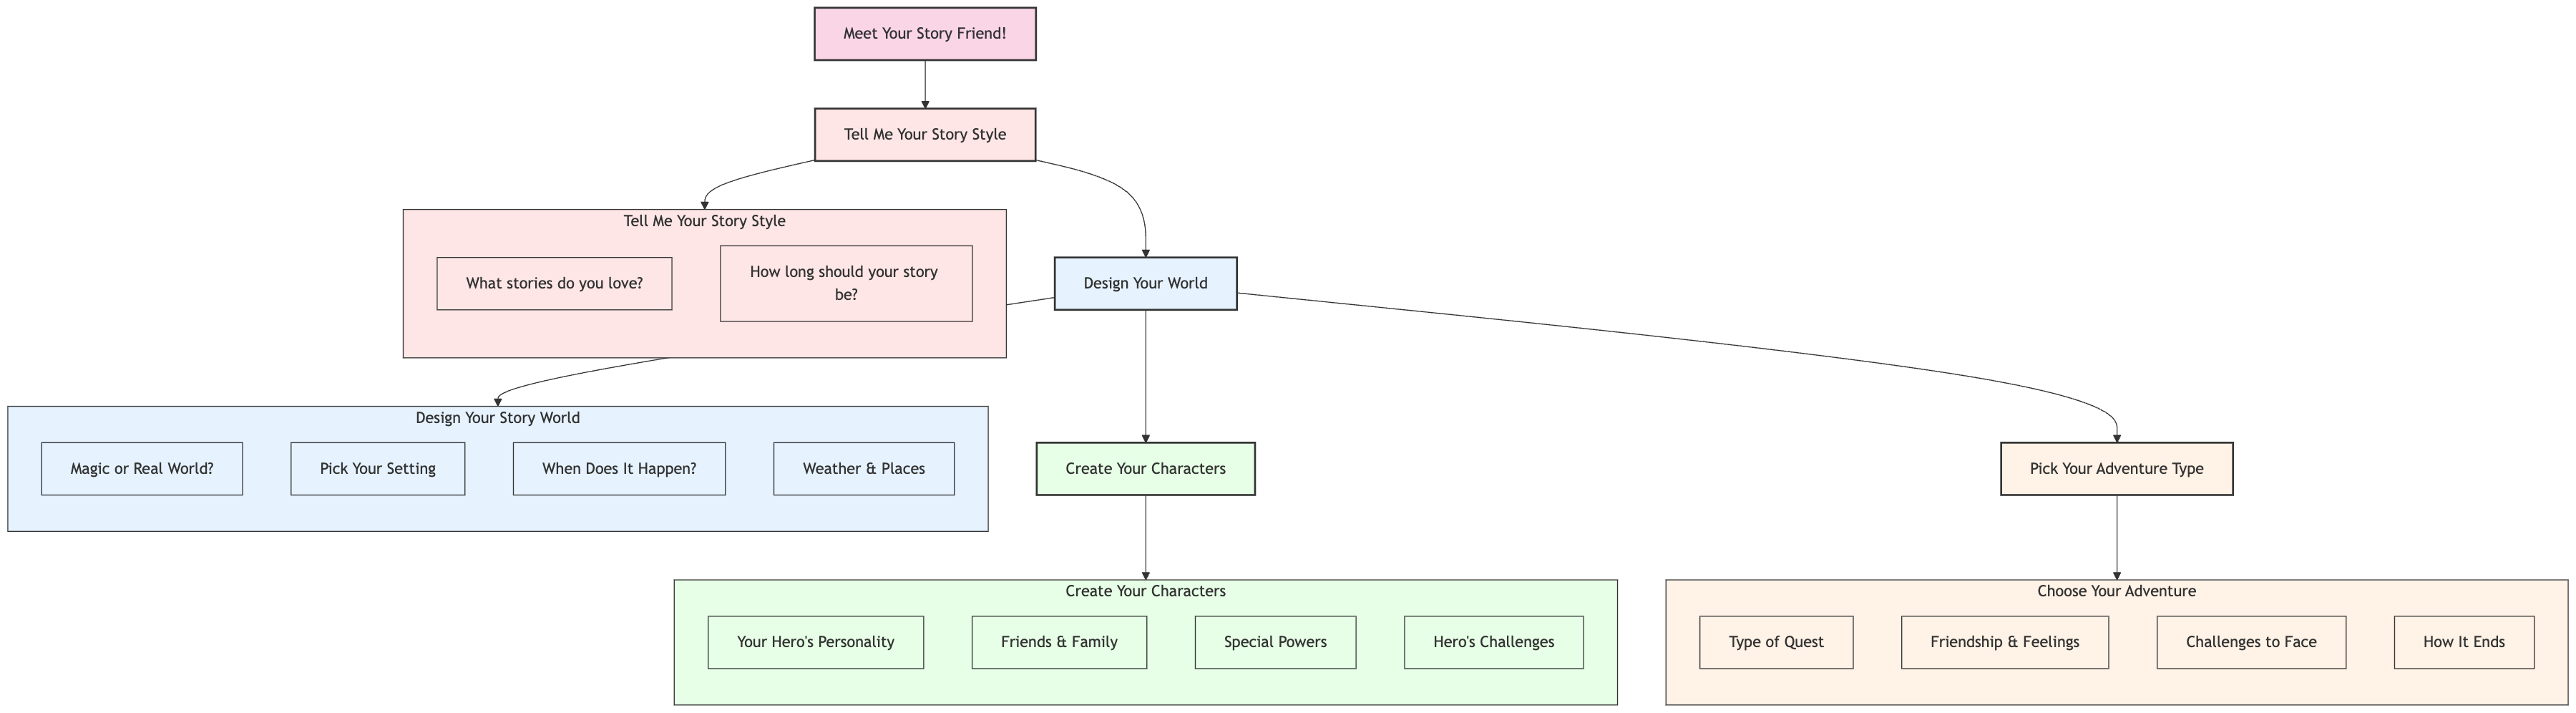 Meet Your Story Friend!
Tell Me Your Story Style
Tell Me Your Story Style
What stories do you love?
How long should your story
be?
Design Your World
Design Your Story World
Magic or Real World?
Pick Your Setting
When Does It Happen?
Weather & Places
Create Your Characters
Pick Your Adventure Type
Create Your Characters
Your Hero's Personality
Friends & Family
Special Powers
Hero's Challenges
Choose Your Adventure
Type of Quest
Friendship & Feelings
Challenges to Face
How It Ends